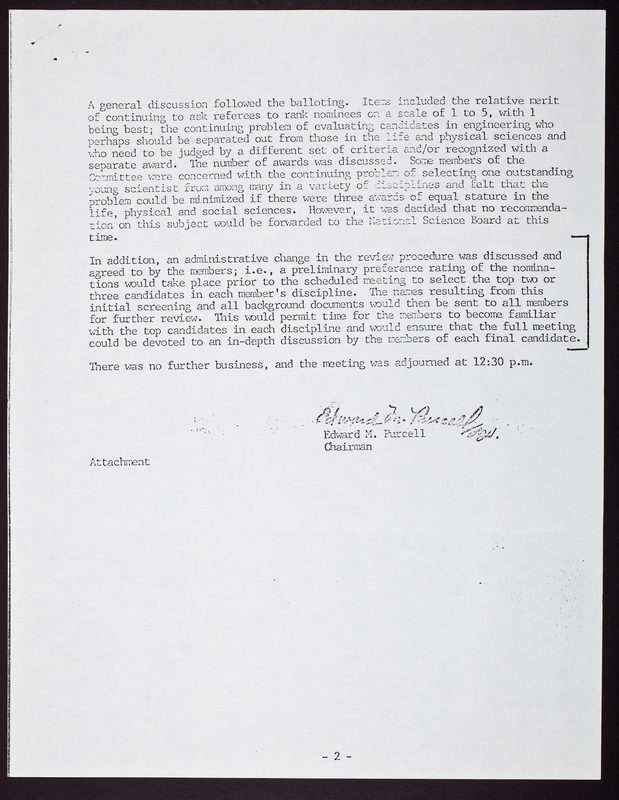 A general discussion followed the balloting. Items included the relative merit
of continuing to ask referees to rank nominees on a scale of 1 to 5, with 1
being best; the continuing problem of evaluating candidates in engineering who
perhaps should be separated out from those in the life and physical sciences and
who need to be judged by a different set of criteria and/or recognized with a
separate award. The number of awards was discussed. Some members of the
Committee were concerned with the continuing problem of selecting one outstanding
young scientist from among many in a variety of disciplines and felt that the
problem could be minimized if there were three awards of equal stature in the
life, physical and social sciences. However, it was decided that no recommenda-
tion on this subject would be forwarded to the National Science Board at this
time.
In addition, an administrative change in the review procedure was discussed and
agreed to by the members; i.e., a preliminary preference rating of the nomina-
tions would take place prior to the scheduled meeting to select the top two or
three candidates in each member's discipline. The names resulting from this
initial screening and all background documents would then be sent to all members
for further review. This would permit time for the members to become familiar
with the top candidates in each discipline and would ensure that the full meeting
could be devoted to an in-depth discussion by the members of each final candidate.
There was no further business, and the meeting was adjourned at 12:30 p.m.
Edward M. Purcell
Edward M. Purcell
Chairman
Attachment
- 2 -